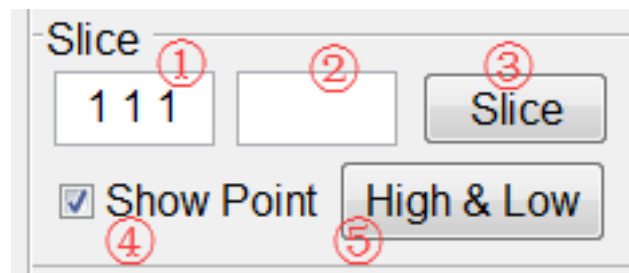 Slice
① ② ③
1 1 1 Slice
Show Point High & Low
④ ⑤